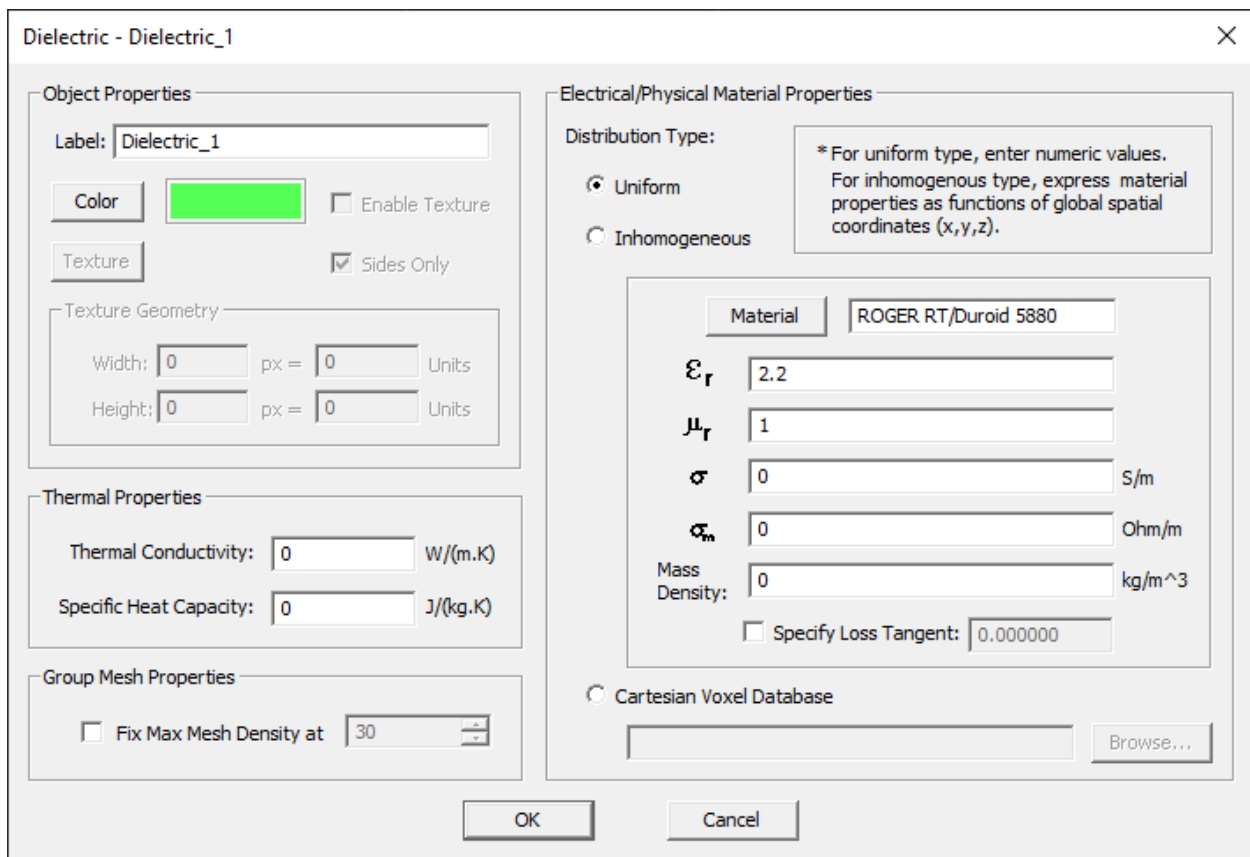 Dielectric - Dielectric_1
Object Properties
Label: Dielectric_1
Color
Enable Texture
Texture
Sides Only
Texture Geometry
Width: 0 px = 0 Units
Height: 0 px = 0 Units
Thermal Properties
Thermal Conductivity: 0 W/(m.K)
Specific Heat Capacity: 0 J/(kg.K)
Group Mesh Properties
Fix Max Mesh Density at 30
Electrical/Physical Material Properties
Distribution Type:
Uniform
Inhomogeneous
* For uniform type, enter numeric values.
For inhomogenous type, express material
properties as functions of global spatial
coordinates (x,y,z).
Material ROGER RT/Duroid 5880
εr 2.2
μr 1
σ 0 S/m
σm 0 Ohm/m
Mass
Density: 0 kg/m^3
Specify Loss Tangent: 0.000000
Cartesian Voxel Database
Browse...
OK Cancel